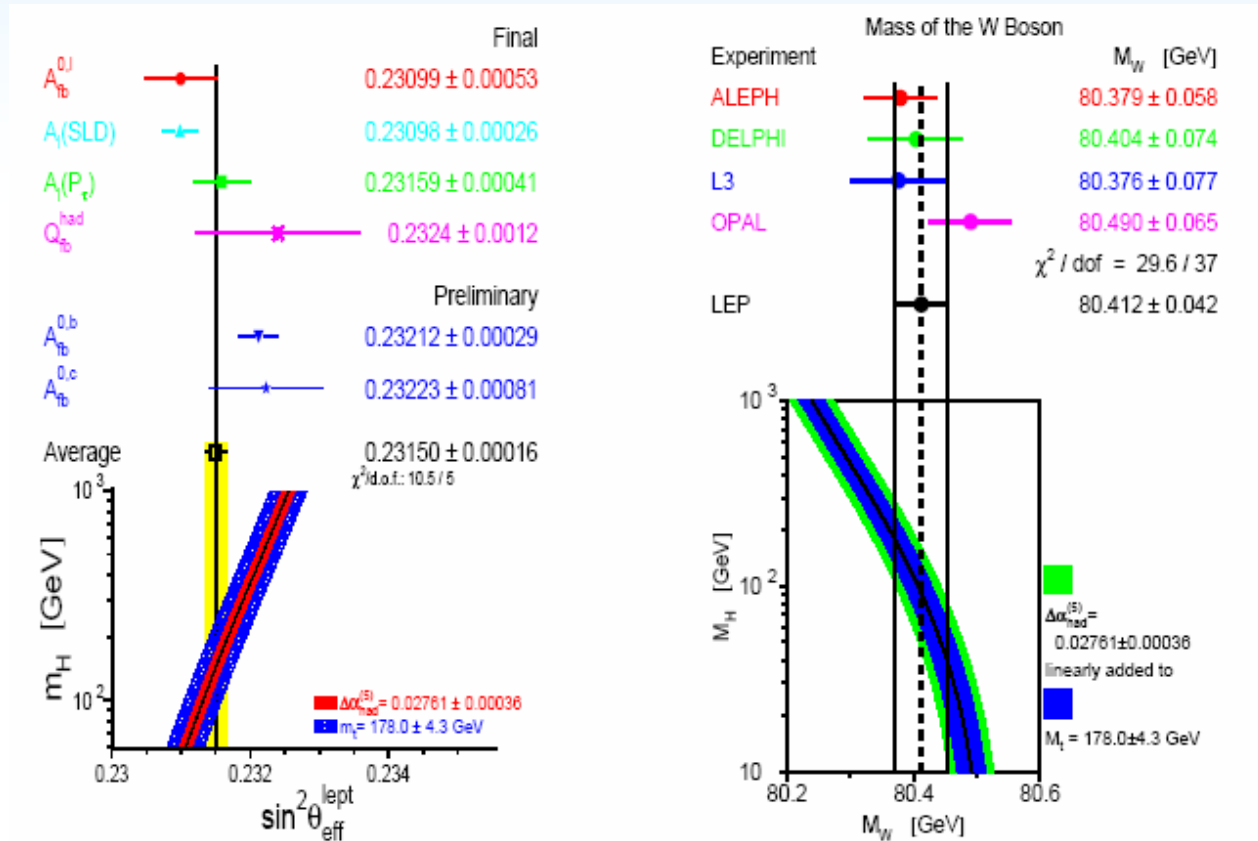 Final
A_fb^0,l 0.23099 ± 0.00053
A_l(SLD) 0.23098 ± 0.00026
A_l(P_τ) 0.23159 ± 0.00041
Q_fb^had 0.2324 ± 0.0012
Preliminary
A_fb^0,b 0.23212 ± 0.00029
A_fb^0,c 0.23223 ± 0.00081
Average 0.23150 ± 0.00016
χ²/d.o.f.: 10.5 / 5
10³
10²
m_H [GeV]
Δα_had^(5) = 0.02761 ± 0.00036
m_t = 178.0 ± 4.3 GeV
0.23 0.232 0.234
sin²θ_eff^lept
Mass of the W Boson
Experiment M_W [GeV]
ALEPH 80.379 ± 0.058
DELPHI 80.404 ± 0.074
L3 80.376 ± 0.077
OPAL 80.490 ± 0.065
χ² / dof = 29.6 / 37
LEP 80.412 ± 0.042
10³
10²
10
M_H [GeV]
Δα_had^(5) =
0.02761±0.00036
linearly added to
M_t = 178.0±4.3 GeV
80.2 80.4 80.6
M_W [GeV]